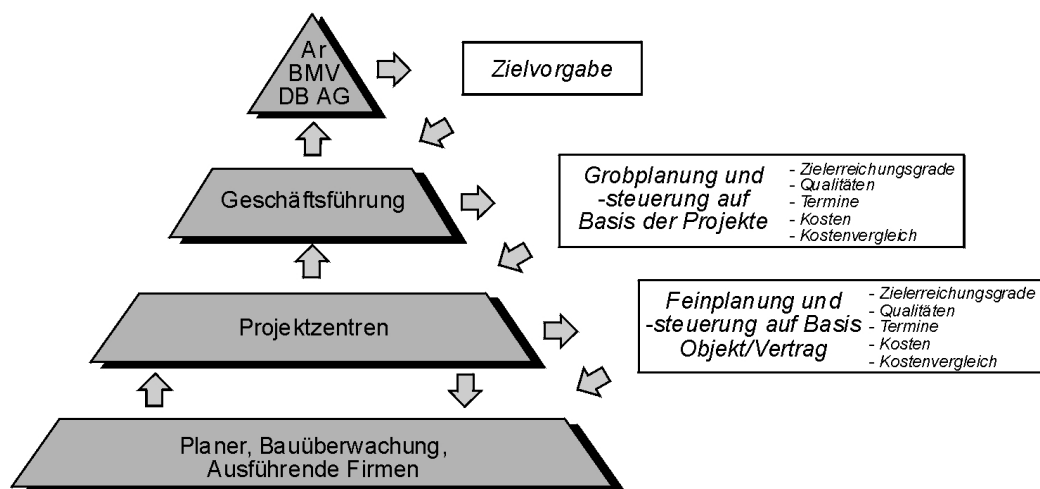 Ar
BMV
DB AG
Zielvorgabe
Geschäftsführung
Grobplanung und
-steuerung auf
Basis der Projekte
- Zielerreichungsgrade
- Qualitäten
- Termine
- Kosten
- Kostenvergleich
Projektzentren
Feinplanung und
-steuerung auf Basis
Objekt/Vertrag
- Zielerreichungsgrade
- Qualitäten
- Termine
- Kosten
- Kostenvergleich
Planer, Bauüberwachung,
Ausführende Firmen